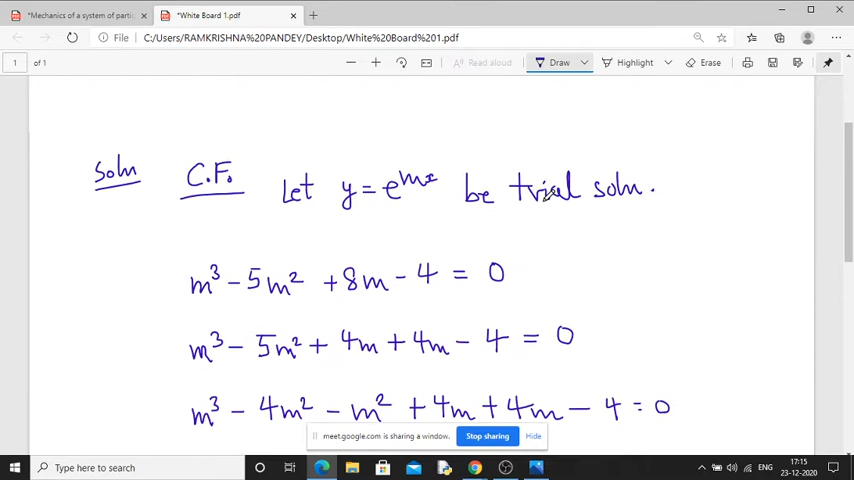 *Mechanics of a system of partic
*White Board 1.pdf
File
C:/Users/RAMKRISHNA%20PANDEY/Desktop/White%20Board%201.pdf
1 of 1
Read aloud
Draw
Highlight
Erase
Soln C.F. Let y = e^{mx} be trial soln.
m³ - 5m² + 8m - 4 = 0
m³ - 5m² + 4m + 4m - 4 = 0
m³ - 4m² - m² + 4m + 4m - 4 = 0
meet.google.com is sharing a window. Stop sharing Hide
Type here to search
ENG
17:15
23-12-2020